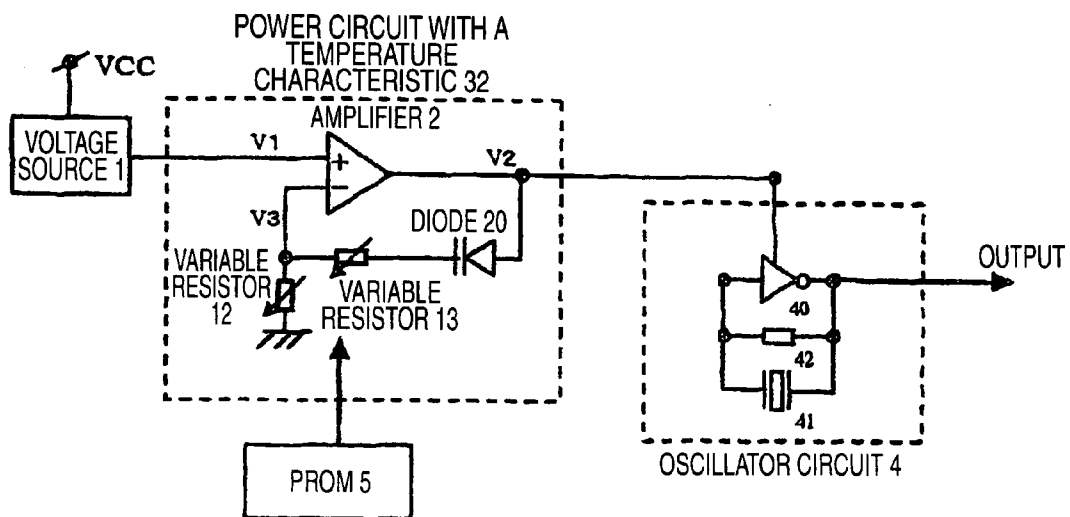 POWER CIRCUIT WITH A
TEMPERATURE
CHARACTERISTIC 32
VCC
VOLTAGE
SOURCE 1
AMPLIFIER 2
V1
+
−
V2
V3
DIODE 20
VARIABLE
RESISTOR
12
VARIABLE
RESISTOR 13
PROM 5
40
42
41
OUTPUT
OSCILLATOR CIRCUIT 4